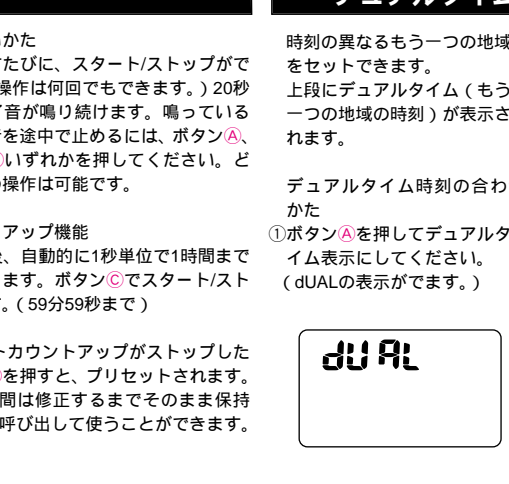 かた
たびに、スタート/ストップがで
操作は何回でもできます。）20秒
音が鳴り続けます。鳴っている
を途中で止めるには、ボタンⒶ、
いずれかを押してください。ど
操作は可能です。
アップ機能
、自動的に1秒単位で1時間まで
ます。ボタンⒸでスタート/スト
。（59分59秒まで）
トカウントアップがストップした
を押すと、プリセットされます。
間は修正するまでそのまま保持
呼び出して使うことができます。
デュアルタイム
時刻の異なるもう一つの地域
をセットできます。
上段にデュアルタイム（もう
一つの地域の時刻）が表示さ
れます。
デュアルタイム時刻の合わ
かた
①ボタンⒶを押してデュアルタ
イム表示にしてください。
（dUALの表示がでます。）
dUAL